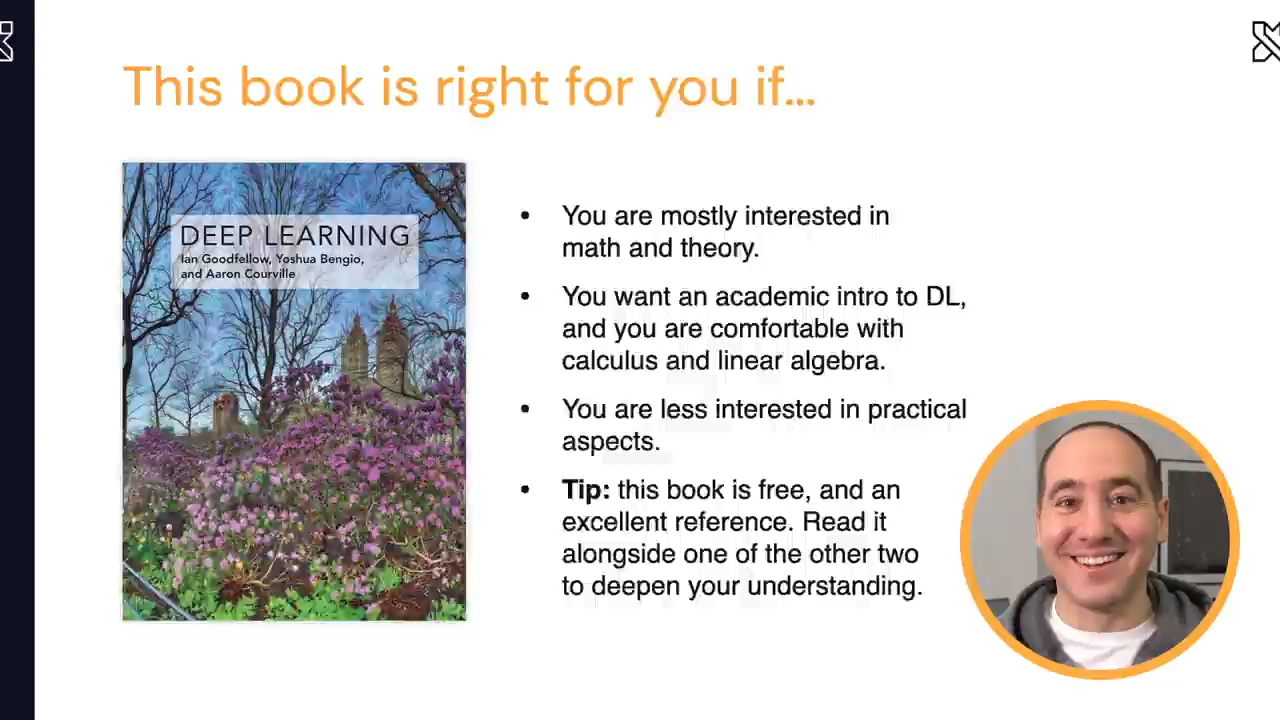 This book is right for you if...
DEEP LEARNING
Ian Goodfellow, Yoshua Bengio,
and Aaron Courville
• You are mostly interested in
math and theory.
• You want an academic intro to DL,
and you are comfortable with
calculus and linear algebra.
• You are less interested in practical
aspects.
• Tip: this book is free, and an
excellent reference. Read it
alongside one of the other two
to deepen your understanding.